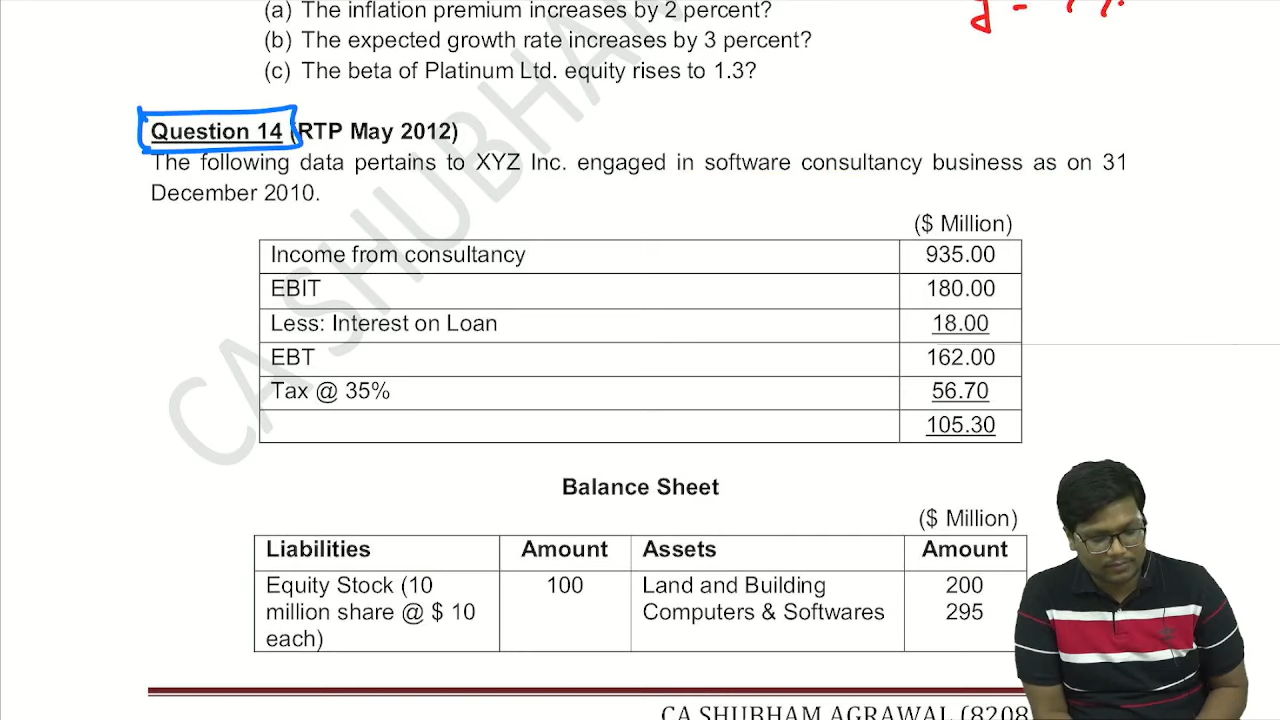 (a) The inflation premium increases by 2 percent?
(b) The expected growth rate increases by 3 percent?
(c) The beta of Platinum Ltd. equity rises to 1.3?
Question 14 (RTP May 2012)
The following data pertains to XYZ Inc. engaged in software consultancy business as on 31
December 2010.
($ Million)
Income from consultancy 935.00
EBIT 180.00
Less: Interest on Loan 18.00
EBT 162.00
Tax @ 35% 56.70
105.30
Balance Sheet
($ Million)
Liabilities Amount Assets Amount
Equity Stock (10 100 Land and Building 200
million share @ $ 10 Computers & Softwares 295
each)
CA SHUBHAM AGRAWAL (8208
CA SHUBHAM